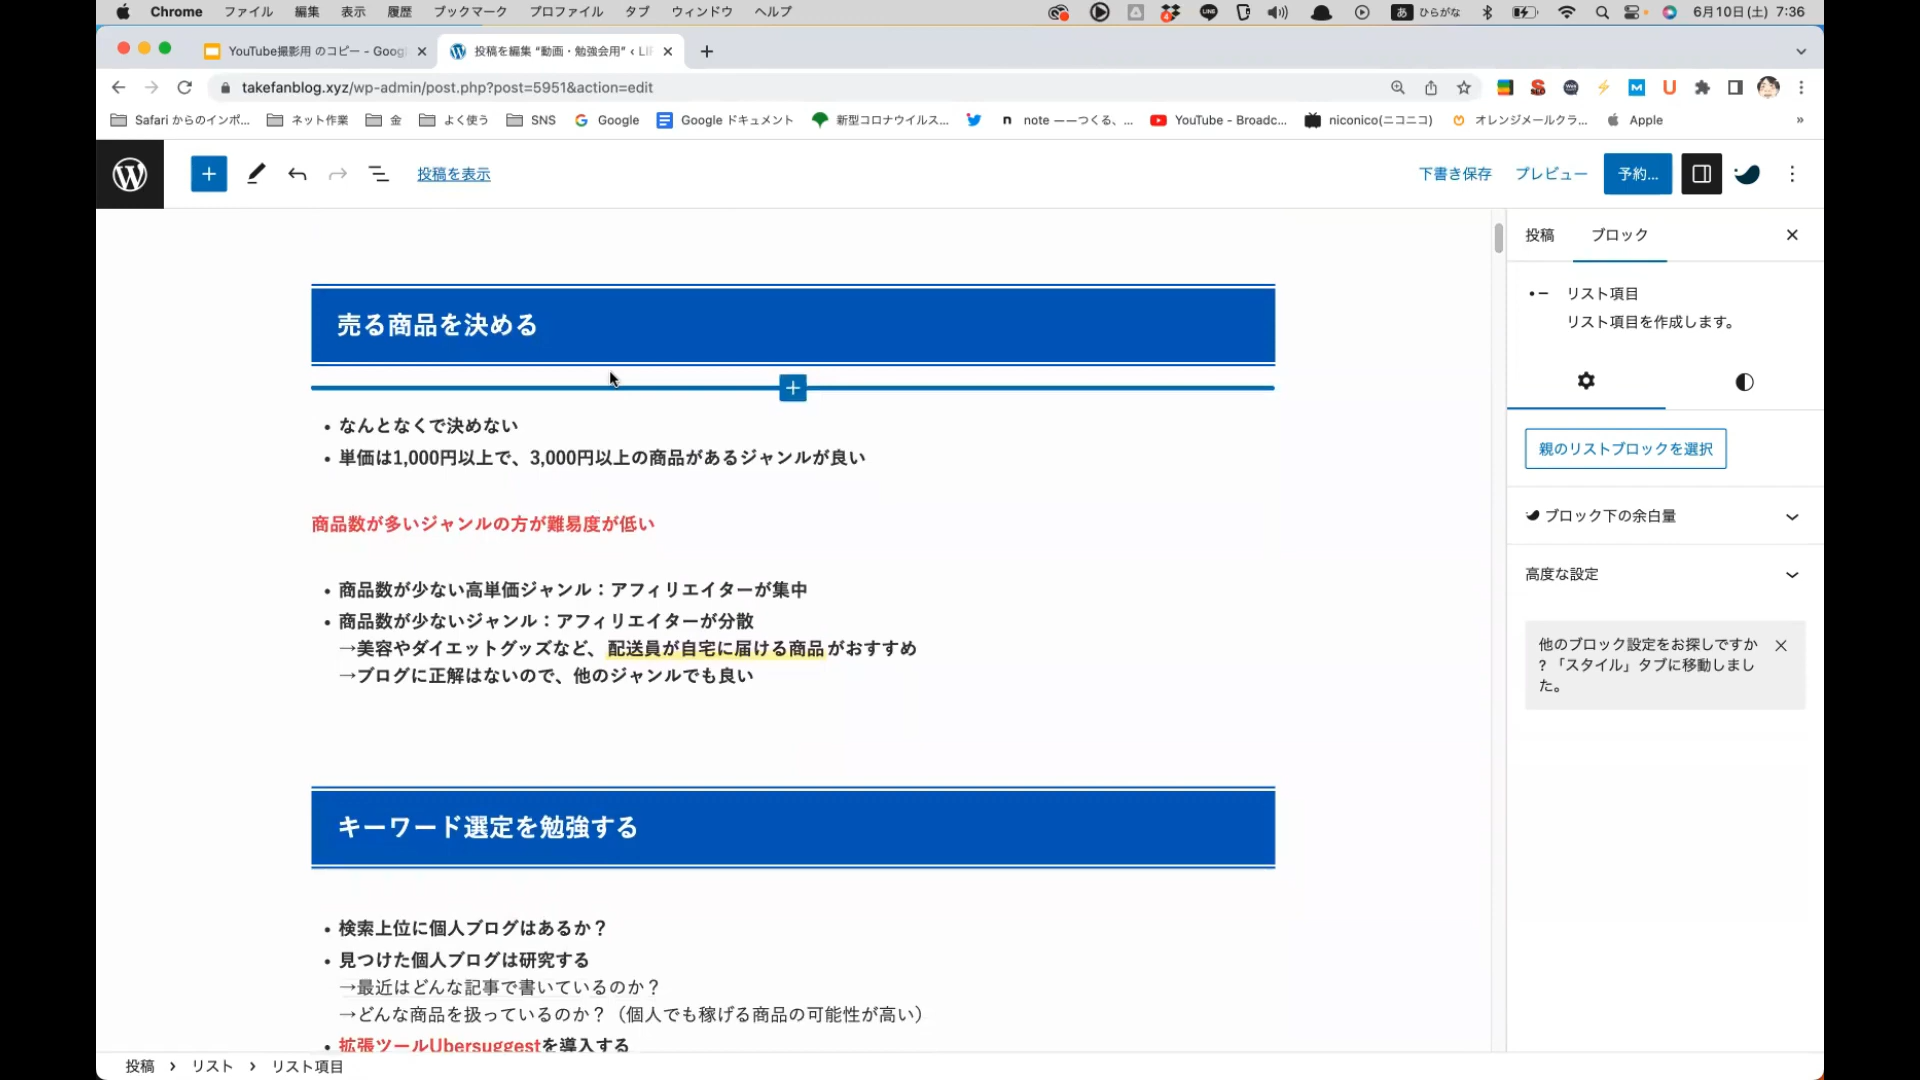 Chrome ファイル 編集 表示 履歴 ブックマーク プロファイル タブ ウィンドウ ヘルプ あ ひらがな 6月10日(土) 7:36
YouTube撮影用 のコピー - Goog 投稿を編集 "動画・勉強会用" ‹ LIF
takefanblog.xyz/wp-admin/post.php?post=5951&action=edit
Safari からのインポ... ネット作業 金 よく使う SNS Google Google ドキュメント 新型コロナウイルス... note ーーつくる、... YouTube - Broadc... niconico(ニコニコ) オレンジメールクラ... Apple »
投稿を表示 下書き保存 プレビュー 予約...
投稿 ブロック
リスト項目
リスト項目を作成します。
親のリストブロックを選択
ブロック下の余白量
高度な設定
他のブロック設定をお探しですか
?「スタイル」タブに移動しまし
た。
売る商品を決める
• なんとなくで決めない
• 単価は1,000円以上で、3,000円以上の商品があるジャンルが良い
商品数が多いジャンルの方が難易度が低い
• 商品数が少ない高単価ジャンル：アフィリエイターが集中
• 商品数が少ないジャンル：アフィリエイターが分散
→美容やダイエットグッズなど、配送員が自宅に届ける商品がおすすめ
→ブログに正解はないので、他のジャンルでも良い
キーワード選定を勉強する
• 検索上位に個人ブログはあるか？
• 見つけた個人ブログは研究する
→最近はどんな記事で書いているのか？
→どんな商品を扱っているのか？（個人でも稼げる商品の可能性が高い）
• 拡張ツールUbersuggestを導入する
投稿 › リスト › リスト項目